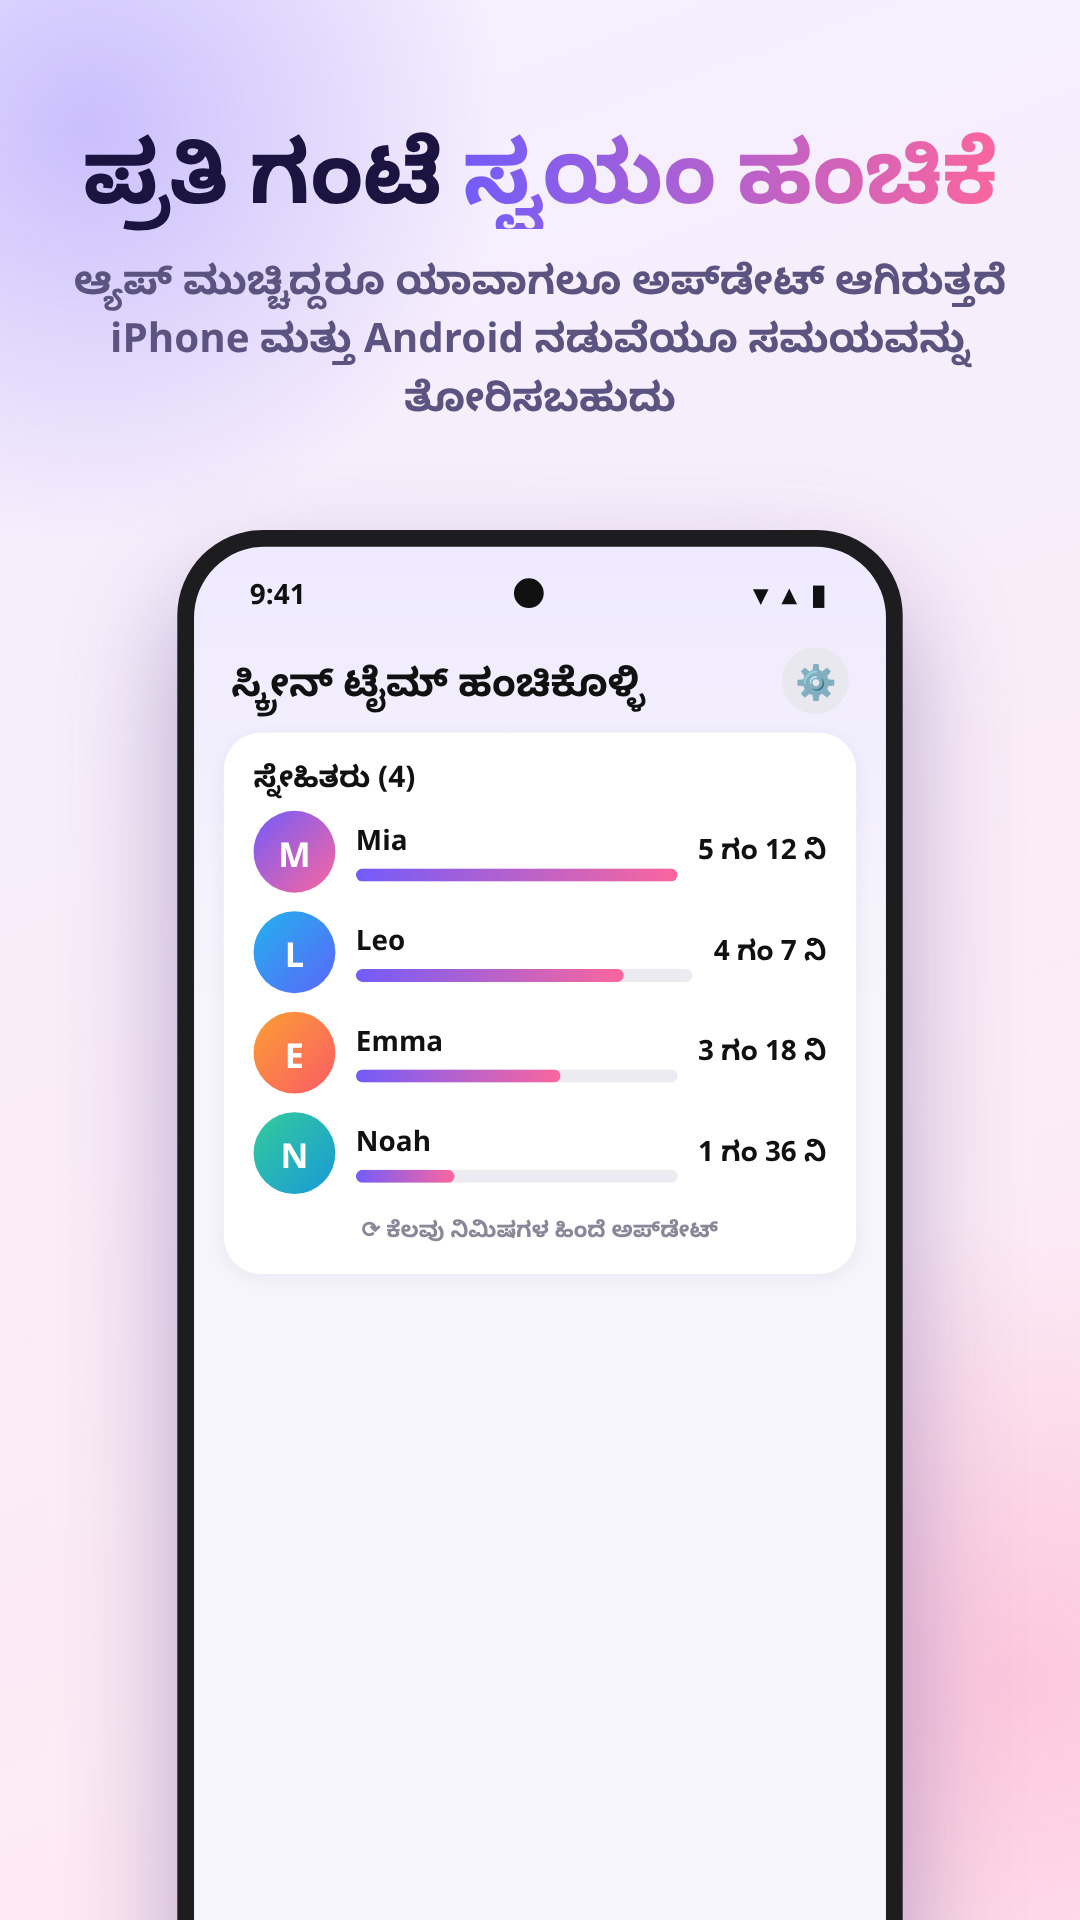 ಪ್ರತಿ ಗಂಟೆ ಸ್ವಯಂ ಹಂಚಿಕೆ
ಆ್ಯಪ್ ಮುಚ್ಚಿದ್ದರೂ ಯಾವಾಗಲೂ ಅಪ್‌ಡೇಟ್ ಆಗಿರುತ್ತದೆ
iPhone ಮತ್ತು Android ನಡುವೆಯೂ ಸಮಯವನ್ನು
ತೋರಿಸಬಹುದು
9:41
ಸ್ಕ್ರೀನ್ ಟೈಮ್ ಹಂಚಿಕೊಳ್ಳಿ
ಸ್ನೇಹಿತರು (4)
M Mia 5 ಗಂ 12 ನಿ
L Leo 4 ಗಂ 7 ನಿ
E Emma 3 ಗಂ 18 ನಿ
N Noah 1 ಗಂ 36 ನಿ
⟳ ಕೆಲವು ನಿಮಿಷಗಳ ಹಿಂದೆ ಅಪ್‌ಡೇಟ್